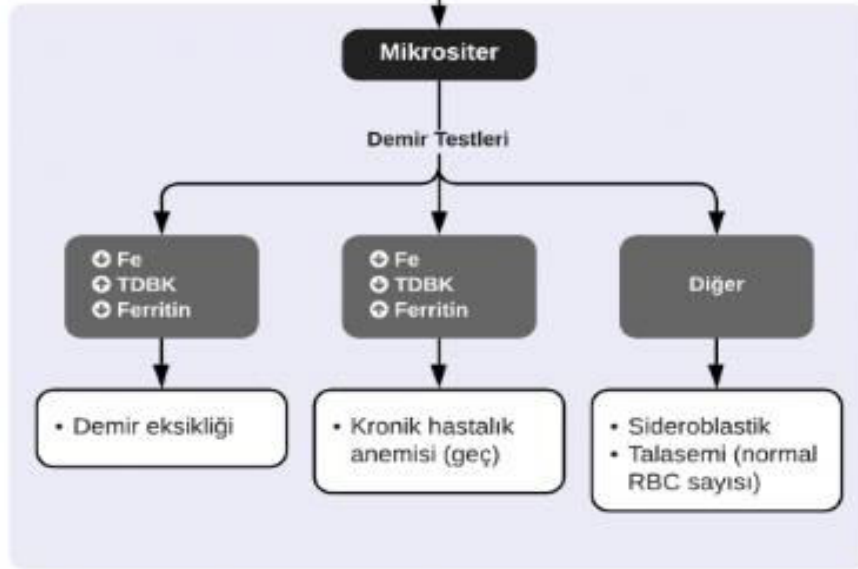 Mikrositer
Demir Testleri
↓ Fe
↑ TDBK
↓ Ferritin
↓ Fe
↓ TDBK
↑ Ferritin
Diğer
• Demir eksikliği
• Kronik hastalık
anemisi (geç)
• Sideroblastik
• Talasemi (normal
RBC sayısı)